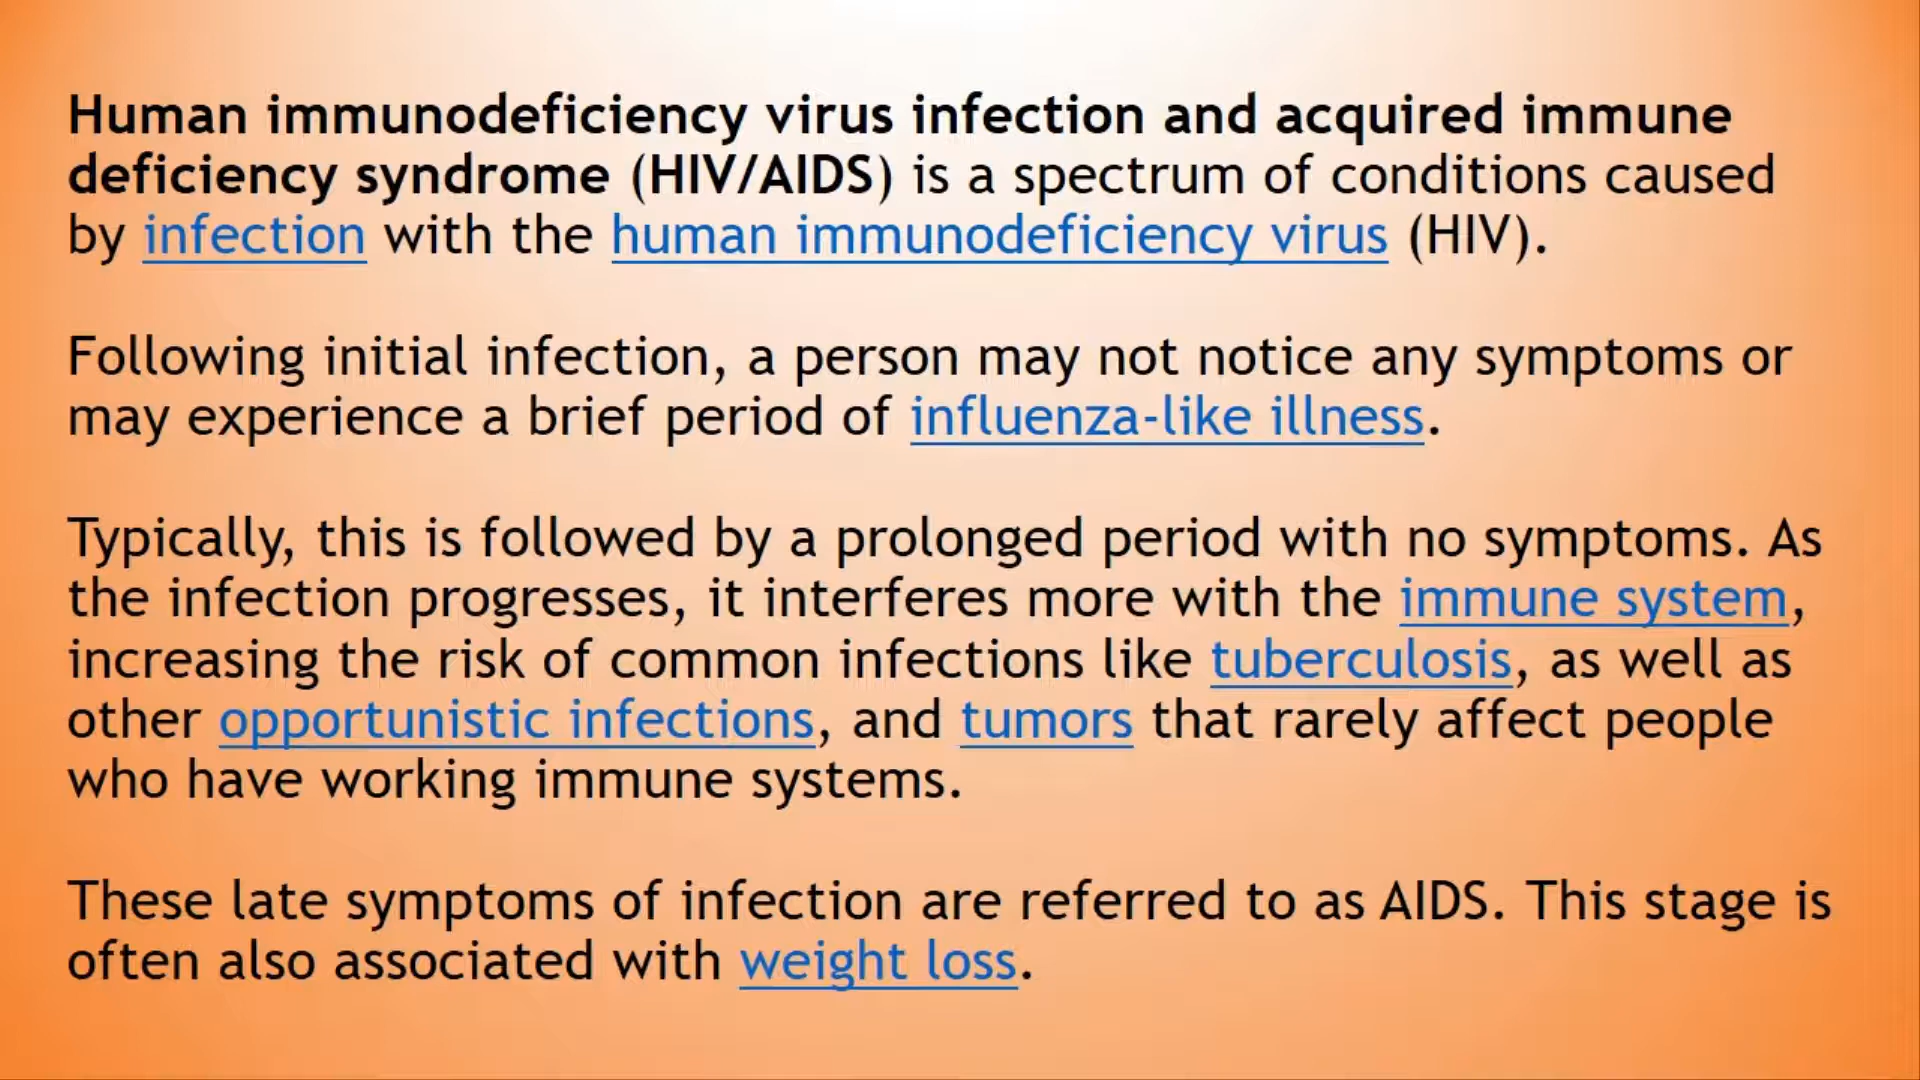 Human immunodeficiency virus infection and acquired immune
deficiency syndrome (HIV/AIDS) is a spectrum of conditions caused
by infection with the human immunodeficiency virus (HIV).
Following initial infection, a person may not notice any symptoms or
may experience a brief period of influenza-like illness.
Typically, this is followed by a prolonged period with no symptoms. As
the infection progresses, it interferes more with the immune system,
increasing the risk of common infections like tuberculosis, as well as
other opportunistic infections, and tumors that rarely affect people
who have working immune systems.
These late symptoms of infection are referred to as AIDS. This stage is
often also associated with weight loss.